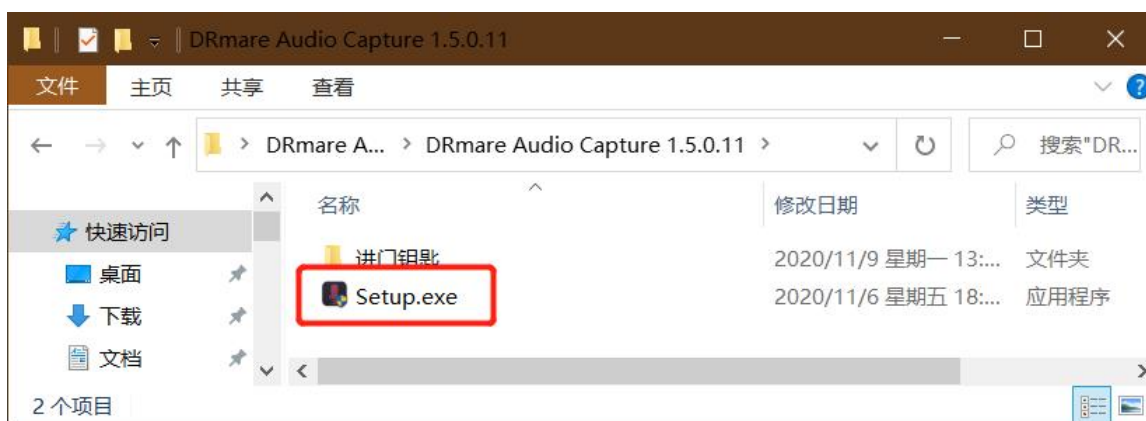 DRmare Audio Capture 1.5.0.11
文件 主页 共享 查看
DRmare A... > DRmare Audio Capture 1.5.0.11 > 搜索"DR...
名称 修改日期 类型
快速访问
进门钥匙 2020/11/9 星期一 13:... 文件夹
桌面
Setup.exe 2020/11/6 星期五 18:... 应用程序
下载
文档
2 个项目